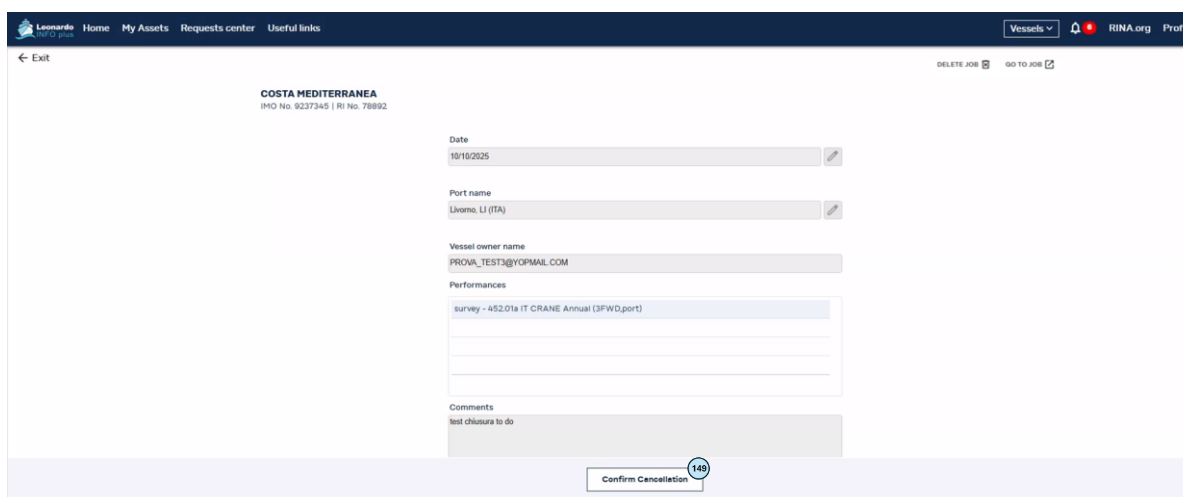 Leonardo INFO plus Home My Assets Requests center Useful links Vessels RINA.org Prof
← Exit DELETE JOB GO TO JOB
COSTA MEDITERRANEA
IMO No. 9237345 | RI No. 78892
Date
10/10/2025
Port name
Livorno, LI (ITA)
Vessel owner name
PROVA_TEST3@YOPMAIL.COM
Performances
survey - 452.01a IT CRANE Annual (3FWD,port)
Comments
test chiusura to do
149
Confirm Cancellation